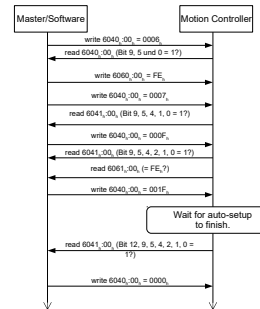 Master/Software
Motion Controller
write 6040h:00h = 0006h
read 6040h:00h (Bit 9, 5 und 0 = 1?)
write 6060h:00h = FEh
write 6040h:00h = 0007h
read 6041h:00h (Bit 9, 5, 4, 1, 0 = 1?)
write 6040h:00h = 000Fh
read 6041h:00h (Bit 9, 5, 4, 2, 1, 0 = 1?)
read 6061h:00h (= FEh?)
write 6040h:00h = 001Fh
Wait for auto-setup
to finish.
read 6041h:00h (Bit 12, 9, 5, 4, 2, 1, 0 =
1?)
write 6040h:00h = 0000h